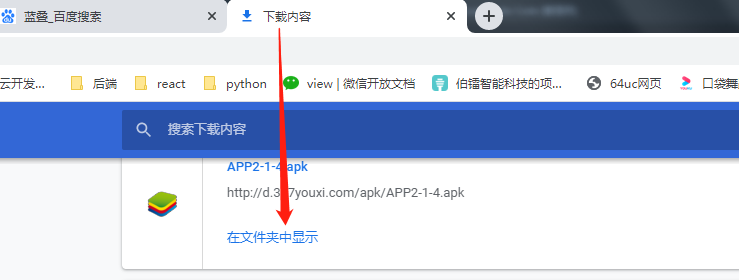 蓝叠_百度搜索
下载内容
云开发...
后端
react
python
view | 微信开放文档
伯镭智能科技的项...
64uc网页
口袋舞
搜索下载内容
APP2-1-4.apk
http://d.3 7youxi.com/apk/APP2-1-4.apk
在文件夹中显示